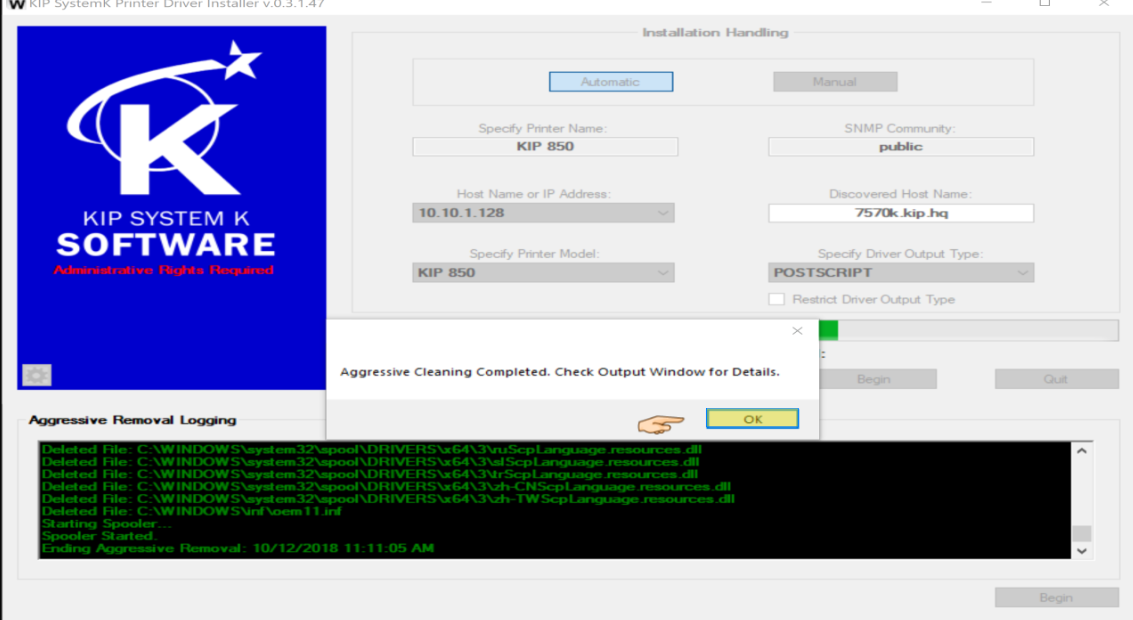 KIP SystemK Printer Driver Installer v.0.3.1.47
Installation Handling
Automatic
Manual
Specify Printer Name:
SNMP Community:
KIP 850
public
Host Name or IP Address:
Discovered Host Name:
10.10.1.128
7570k.kip.hq
Specify Printer Model:
Specify Driver Output Type:
KIP 850
POSTSCRIPT
Restrict Driver Output Type
K
KIP SYSTEM K
SOFTWARE
Administrative Rights Required
Aggressive Cleaning Completed. Check Output Window for Details.
OK
:
Begin
Quit
Aggressive Removal Logging
Deleted File: C:\WINDOWS\system32\spool\DRIVERS\x64\3\ruScpLanguage.resources.dll
Deleted File: C:\WINDOWS\system32\spool\DRIVERS\x64\3\slScpLanguage.resources.dll
Deleted File: C:\WINDOWS\system32\spool\DRIVERS\x64\3\trScpLanguage.resources.dll
Deleted File: C:\WINDOWS\system32\spool\DRIVERS\x64\3\zh-CNScpLanguage.resources.dll
Deleted File: C:\WINDOWS\system32\spool\DRIVERS\x64\3\zh-TWScpLanguage.resources.dll
Deleted File: C:\WINDOWS\inf\oem11.inf
Starting Spooler...
Spooler Started.
Ending Aggressive Removal: 10/12/2018 11:11:05 AM
Begin